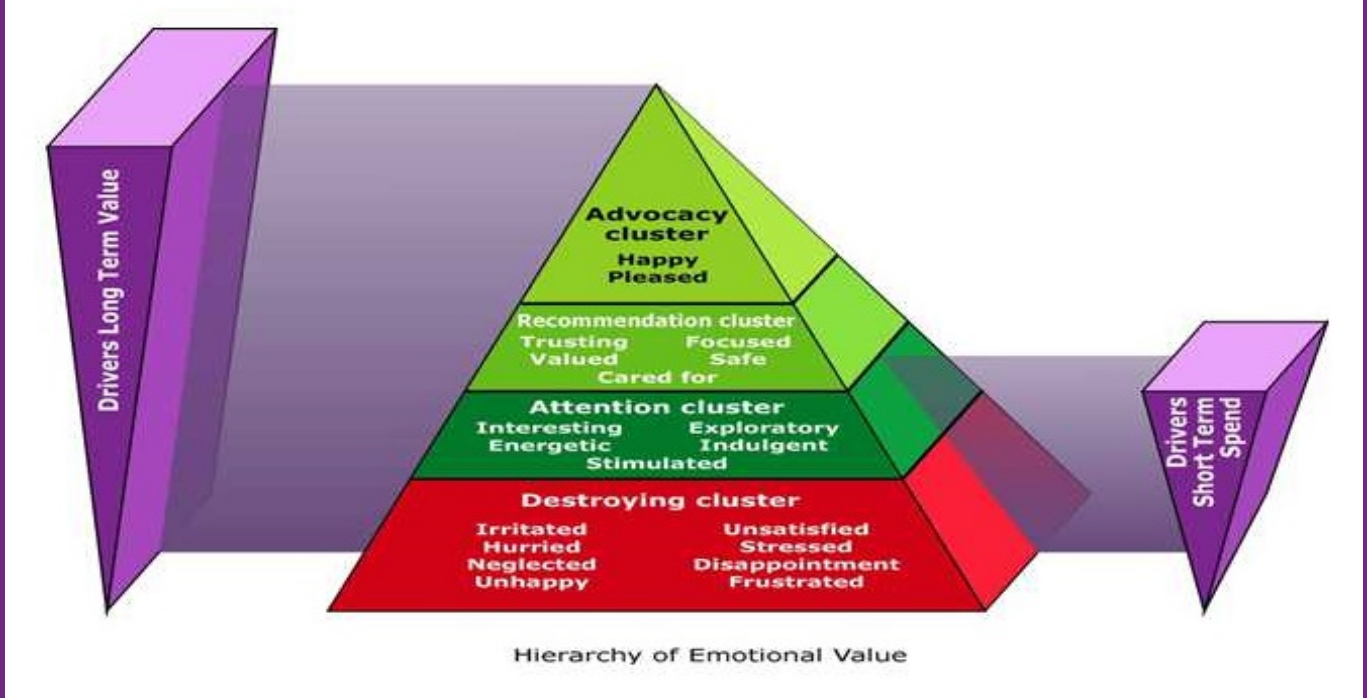 Drivers Long Term Value
Advocacy
cluster
Happy
Pleased
Recommendation cluster
Trusting Focused
Valued Safe
Cared for
Attention cluster
Interesting Exploratory
Energetic Indulgent
Stimulated
Destroying cluster
Irritated Unsatisfied
Hurried Stressed
Neglected Disappointment
Unhappy Frustrated
Drivers
Short Term
Spend
Hierarchy of Emotional Value